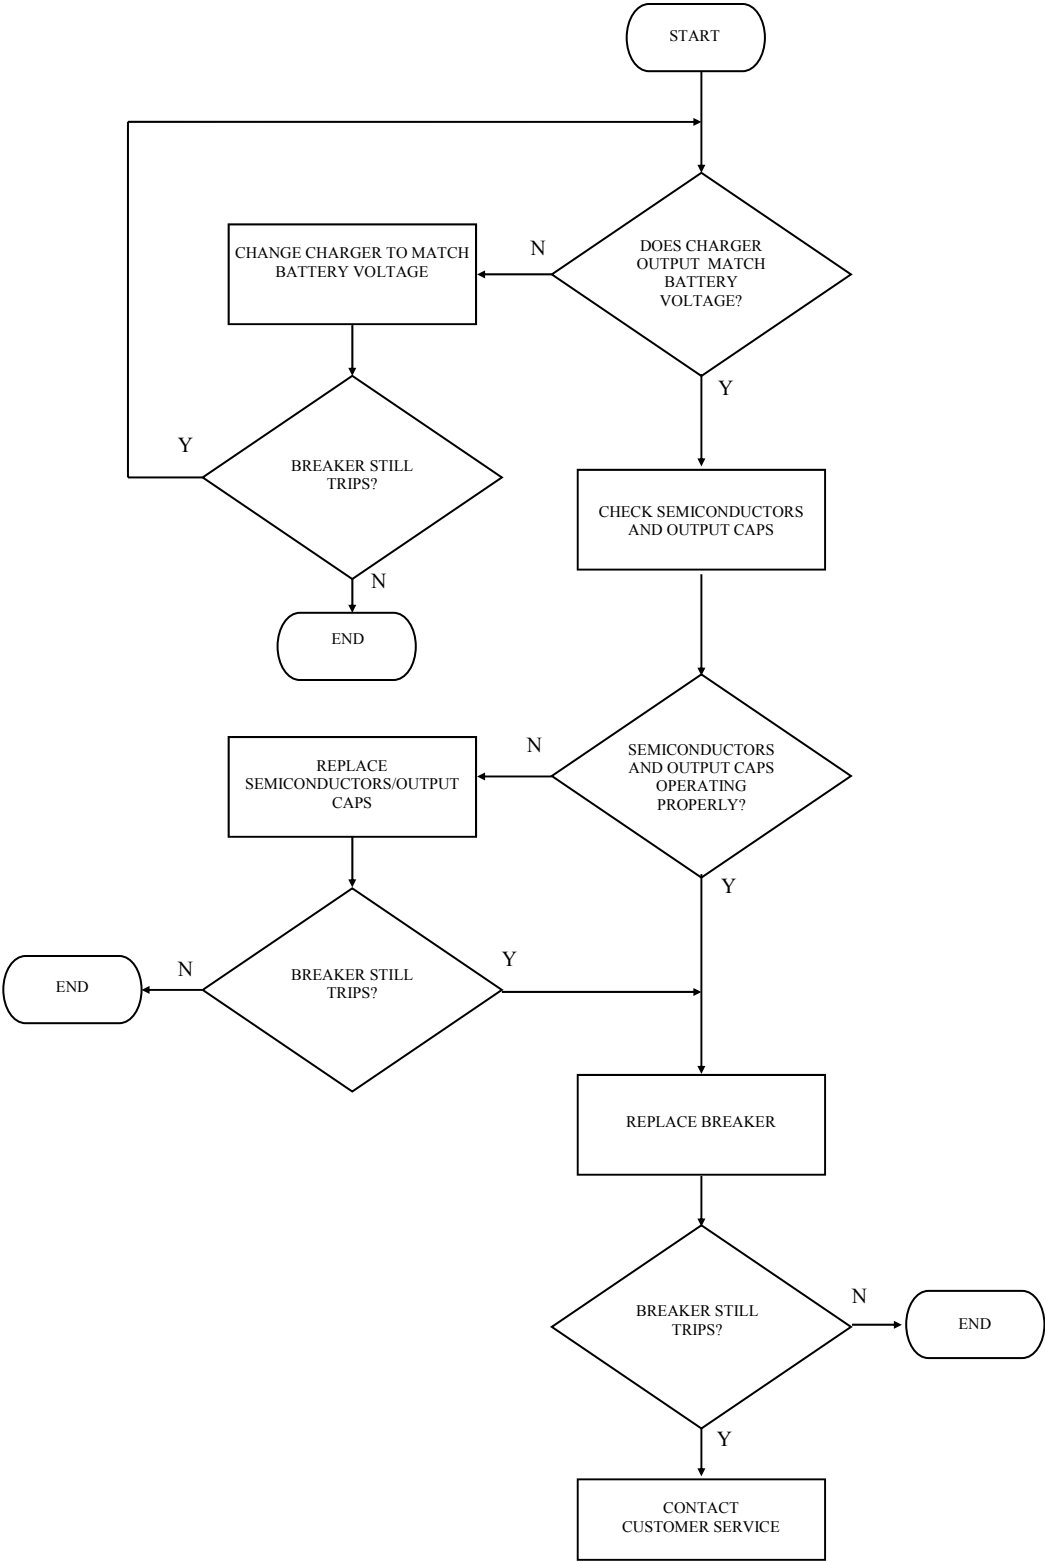 START
DOES CHARGER
OUTPUT MATCH
BATTERY
VOLTAGE?
N
CHANGE CHARGER TO MATCH
BATTERY VOLTAGE
Y
Y
BREAKER STILL
TRIPS?
N
END
CHECK SEMICONDUCTORS
AND OUTPUT CAPS
SEMICONDUCTORS
AND OUTPUT CAPS
OPERATING
PROPERLY?
N
REPLACE
SEMICONDUCTORS/OUTPUT
CAPS
Y
BREAKER STILL
TRIPS?
N
END
Y
REPLACE BREAKER
BREAKER STILL
TRIPS?
N
END
Y
CONTACT
CUSTOMER SERVICE